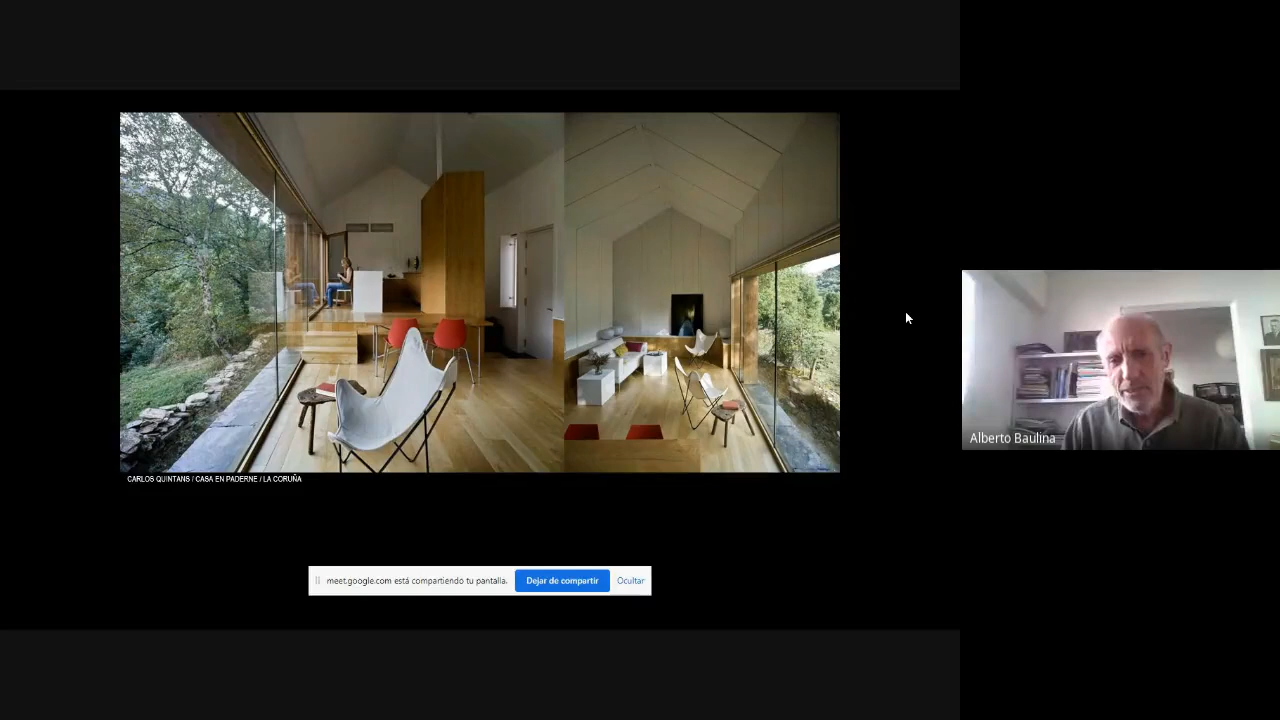 CARLOS QUINTANS / CASA EN PADERNE / LA CORUÑA
meet.google.com está compartiendo tu pantalla. Dejar de compartir Ocultar
Alberto Baulina